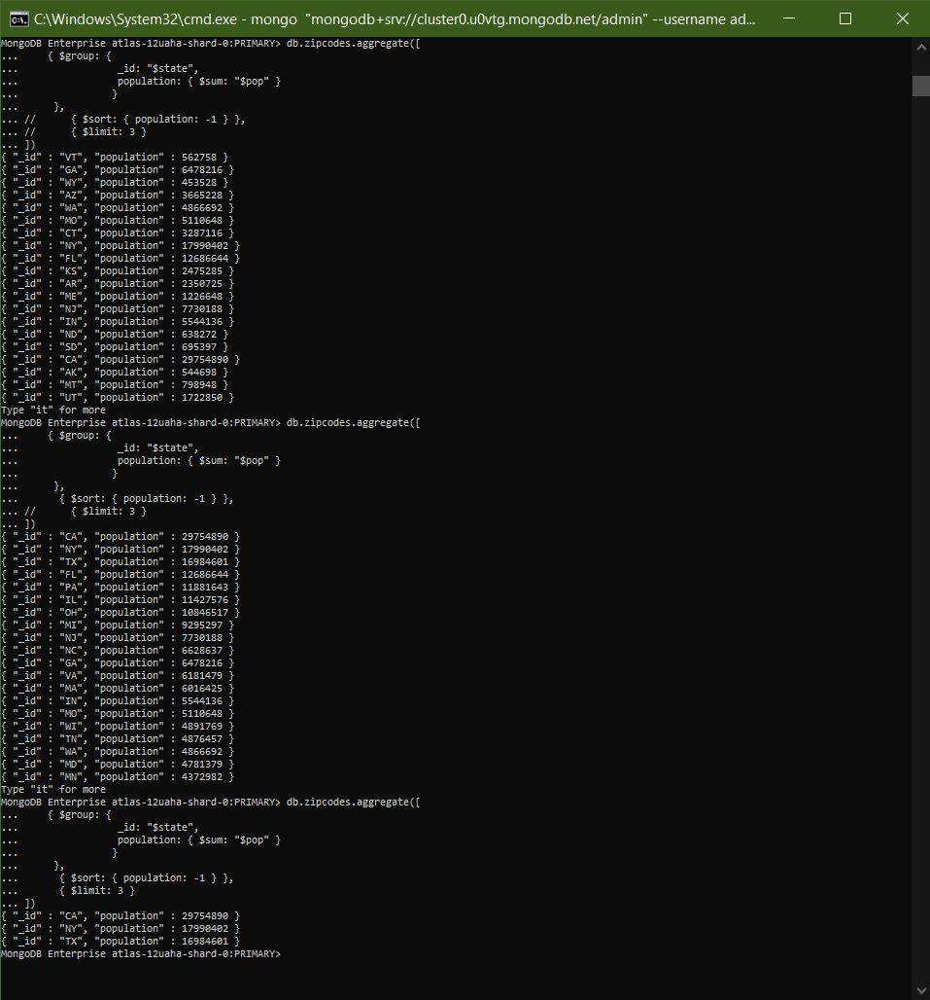 C:\Windows\System32\cmd.exe - mongo "mongodb+srv://cluster0.u0vtg.mongodb.net/admin" --username ad...
MongoDB Enterprise atlas-12uaha-shard-0:PRIMARY> db.zipcodes.aggregate([
... { $group: {
... _id: "$state",
... population: { $sum: "$pop" }
... }
... },
... // { $sort: { population: -1 } },
... // { $limit: 3 }
... ])
{ "_id" : "VT", "population" : 562758 }
{ "_id" : "GA", "population" : 6478216 }
{ "_id" : "WY", "population" : 453528 }
{ "_id" : "AZ", "population" : 3665228 }
{ "_id" : "WA", "population" : 4866692 }
{ "_id" : "MO", "population" : 5110648 }
{ "_id" : "CT", "population" : 3287116 }
{ "_id" : "NY", "population" : 17990402 }
{ "_id" : "FL", "population" : 12686644 }
{ "_id" : "KS", "population" : 2475285 }
{ "_id" : "AR", "population" : 2350725 }
{ "_id" : "ME", "population" : 1226648 }
{ "_id" : "NJ", "population" : 7730188 }
{ "_id" : "IN", "population" : 5544136 }
{ "_id" : "ND", "population" : 638272 }
{ "_id" : "SD", "population" : 695397 }
{ "_id" : "CA", "population" : 29754890 }
{ "_id" : "AK", "population" : 544698 }
{ "_id" : "MT", "population" : 798948 }
{ "_id" : "UT", "population" : 1722850 }
Type "it" for more
MongoDB Enterprise atlas-12uaha-shard-0:PRIMARY> db.zipcodes.aggregate([
... { $group: {
... _id: "$state",
... population: { $sum: "$pop" }
... }
... },
... { $sort: { population: -1 } },
... // { $limit: 3 }
... ])
{ "_id" : "CA", "population" : 29754890 }
{ "_id" : "NY", "population" : 17990402 }
{ "_id" : "TX", "population" : 16984601 }
{ "_id" : "FL", "population" : 12686644 }
{ "_id" : "PA", "population" : 11881643 }
{ "_id" : "IL", "population" : 11427576 }
{ "_id" : "OH", "population" : 10846517 }
{ "_id" : "MI", "population" : 9295297 }
{ "_id" : "NJ", "population" : 7730188 }
{ "_id" : "NC", "population" : 6628637 }
{ "_id" : "GA", "population" : 6478216 }
{ "_id" : "VA", "population" : 6181479 }
{ "_id" : "MA", "population" : 6016425 }
{ "_id" : "IN", "population" : 5544136 }
{ "_id" : "MO", "population" : 5110648 }
{ "_id" : "WI", "population" : 4891769 }
{ "_id" : "TN", "population" : 4876457 }
{ "_id" : "WA", "population" : 4866692 }
{ "_id" : "MD", "population" : 4781379 }
{ "_id" : "MN", "population" : 4372982 }
Type "it" for more
MongoDB Enterprise atlas-12uaha-shard-0:PRIMARY> db.zipcodes.aggregate([
... { $group: {
... _id: "$state",
... population: { $sum: "$pop" }
... }
... },
... { $sort: { population: -1 } },
... { $limit: 3 }
... ])
{ "_id" : "CA", "population" : 29754890 }
{ "_id" : "NY", "population" : 17990402 }
{ "_id" : "TX", "population" : 16984601 }
MongoDB Enterprise atlas-12uaha-shard-0:PRIMARY>